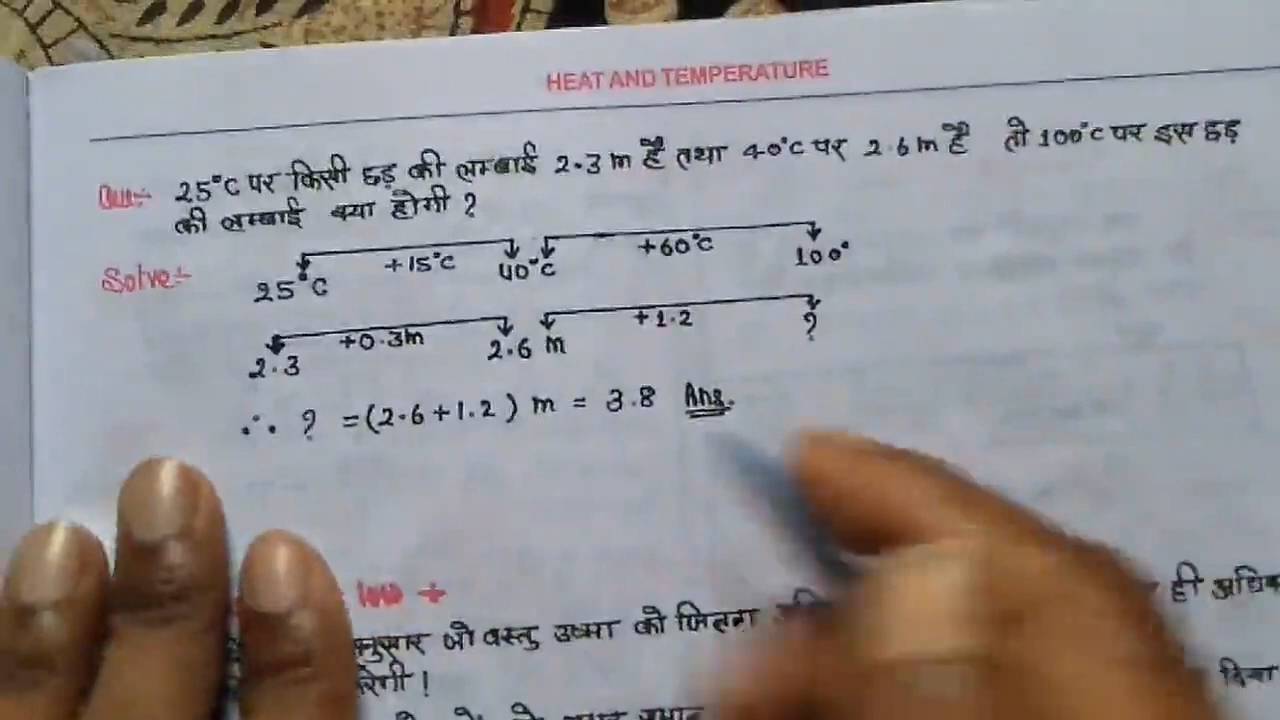 HEAT AND TEMPERATURE
Que:- 25°C पर किसी छड़ की लम्बाई 2.3 m है तथा 40°C पर 2.6 m है तो 100°C पर इस छड़
की लम्बाई क्या होगी ?
Solve:-
+15°C +60°C
25°C 40°C 100°
+0.3m +1.2
2.3 2.6 m ?
∴ ? = (2.6 + 1.2) m = 3.8 Ans.
ही अधिक
जो वस्तु उष्मा को जितना
दिया